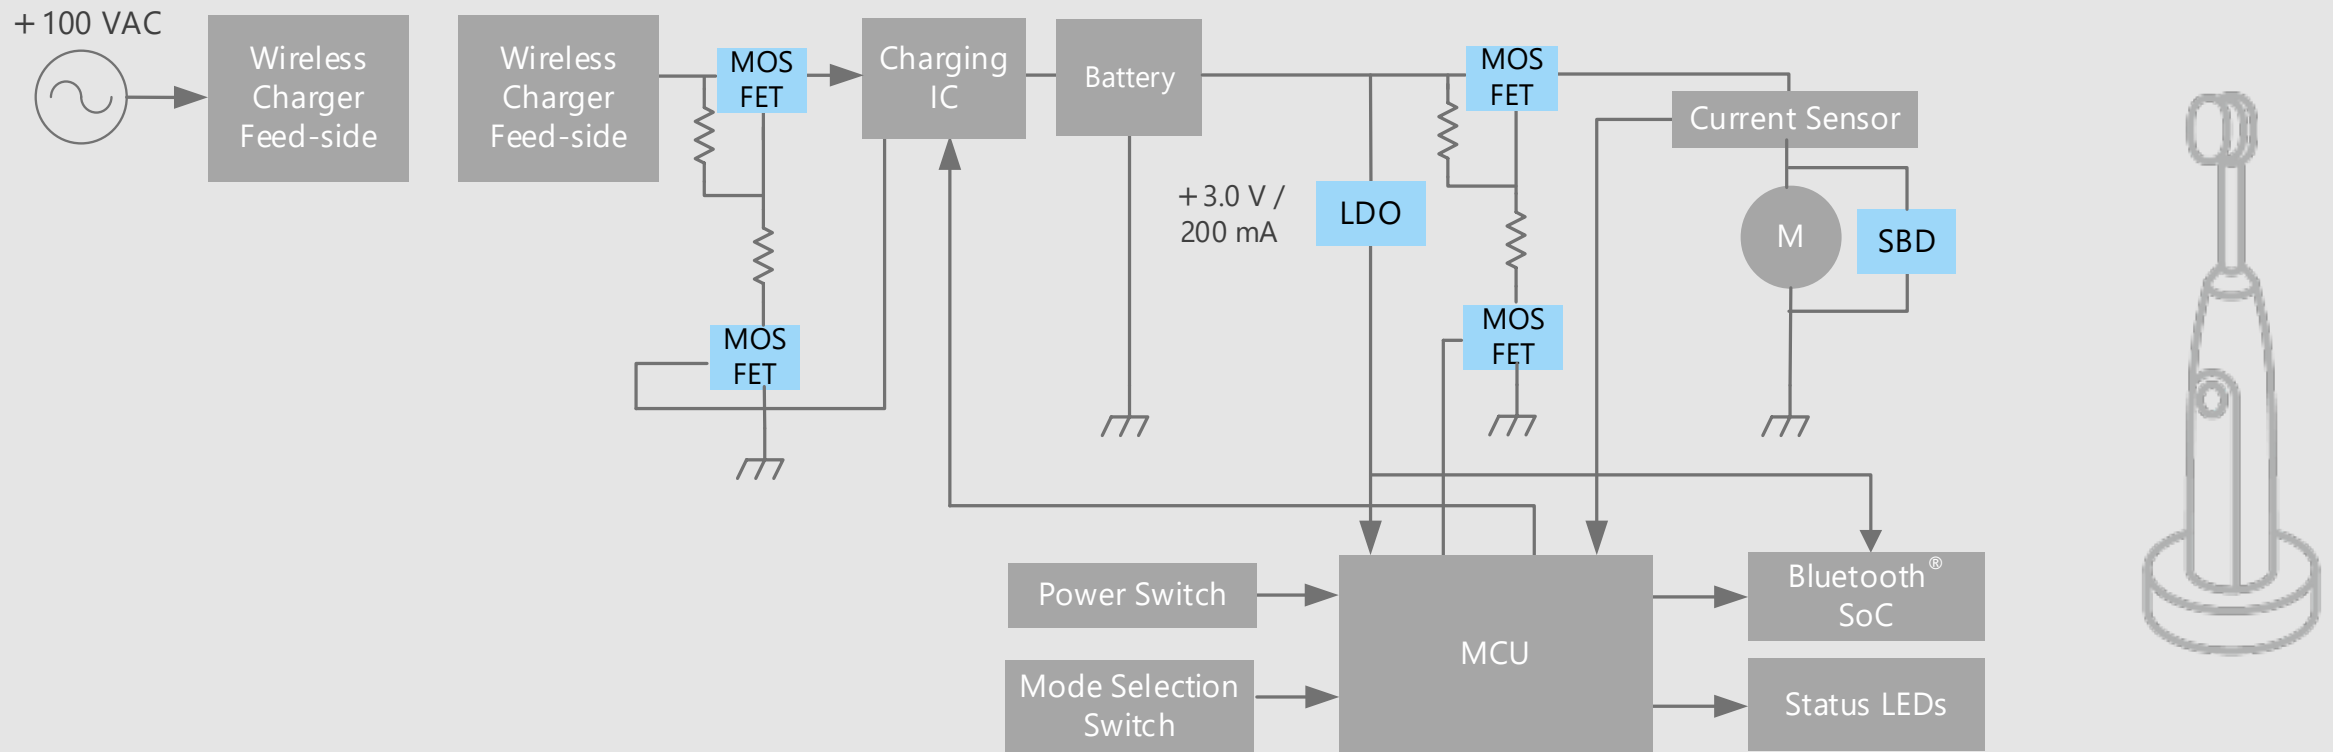 +100 VAC
Wireless
Charger
Feed-side
Wireless
Charger
Feed-side
MOS
FET
Charging
IC
Battery
MOS
FET
Current Sensor
+3.0 V /
200 mA
LDO
M
SBD
MOS
FET
MOS
FET
Power Switch
Mode Selection
Switch
MCU
Bluetooth®
SoC
Status LEDs